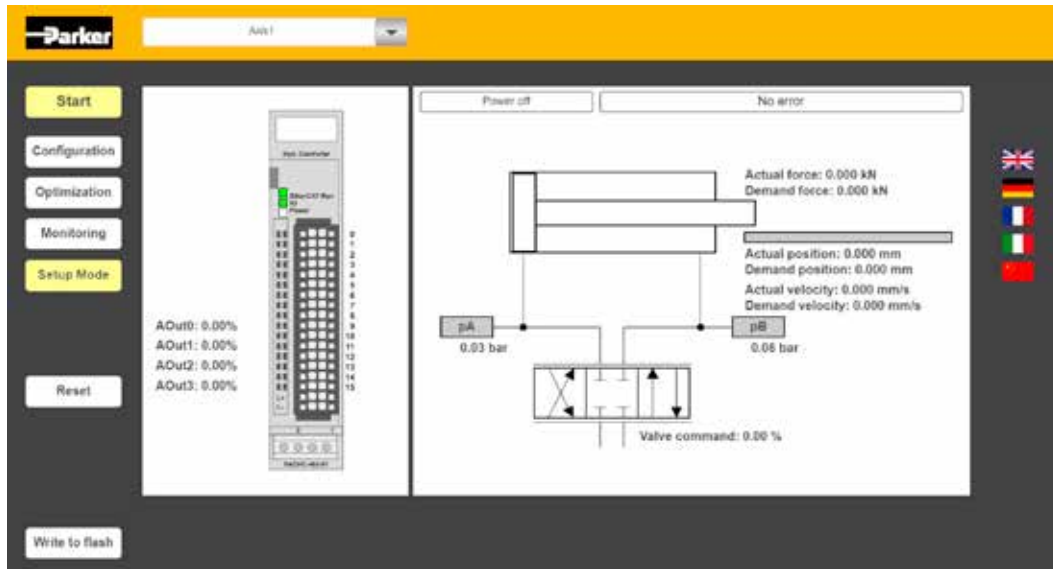 Parker
Axis1
Start
Configuration
Optimization
Monitoring
Setup Mode
Reset
Write to flash
EtherCAT Run
Power
0
1
2
3
4
5
6
7
8
9
10
11
12
13
14
15
AOut0: 0.00%
AOut1: 0.00%
AOut2: 0.00%
AOut3: 0.00%
Power off
No error
Actual force: 0.000 kN
Demand force: 0.000 kN
Actual position: 0.000 mm
Demand position: 0.000 mm
Actual velocity: 0.000 mm/s
Demand velocity: 0.000 mm/s
pA
0.03 bar
pB
0.06 bar
Valve command: 0.00 %